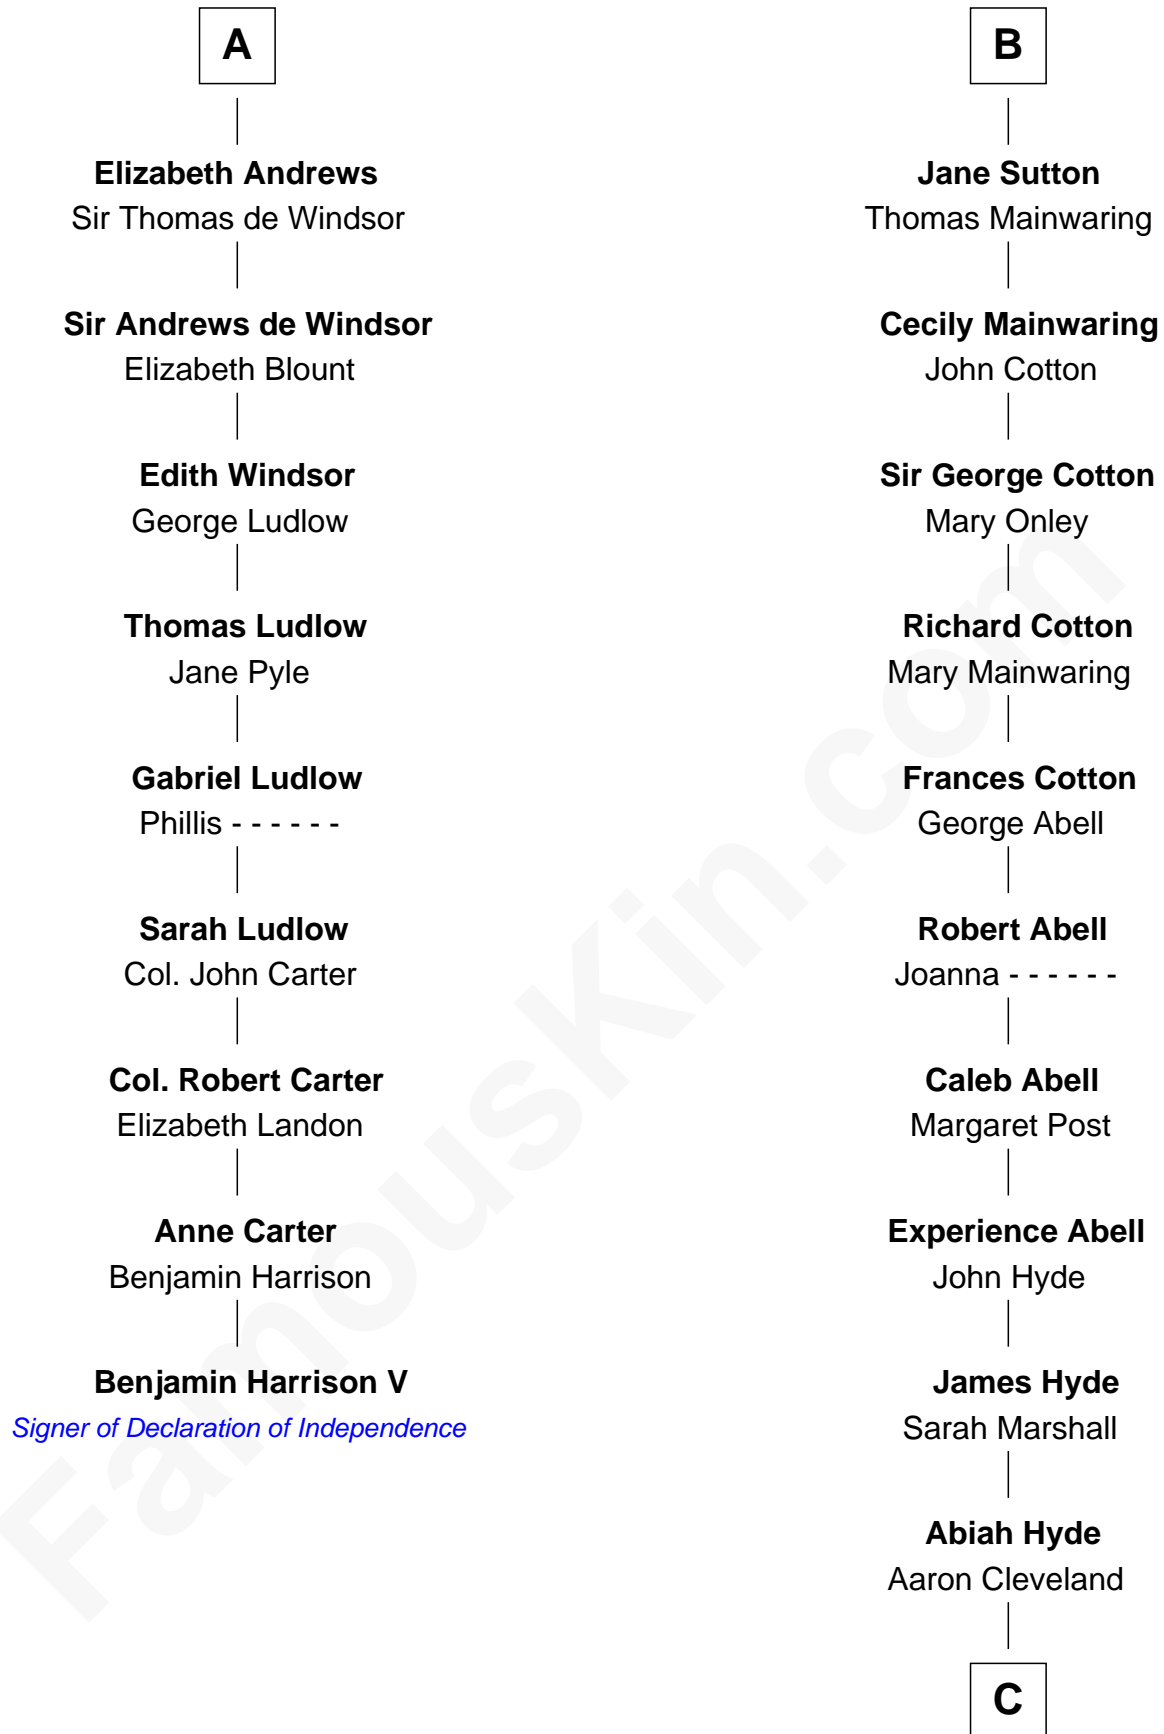 A
Elizabeth Andrews
Sir Thomas de Windsor
Sir Andrews de Windsor
Elizabeth Blount
Edith Windsor
George Ludlow
Thomas Ludlow
Jane Pyle
Gabriel Ludlow
Phillis - - - - - -
Sarah Ludlow
Col. John Carter
Col. Robert Carter
Elizabeth Landon
Anne Carter
Benjamin Harrison
Benjamin Harrison V
Signer of Declaration of Independence
B
Jane Sutton
Thomas Mainwaring
Cecily Mainwaring
John Cotton
Sir George Cotton
Mary Onley
Richard Cotton
Mary Mainwaring
Frances Cotton
George Abell
Robert Abell
Joanna - - - - - -
Caleb Abell
Margaret Post
Experience Abell
John Hyde
James Hyde
Sarah Marshall
Abiah Hyde
Aaron Cleveland
C
FamousKin.com